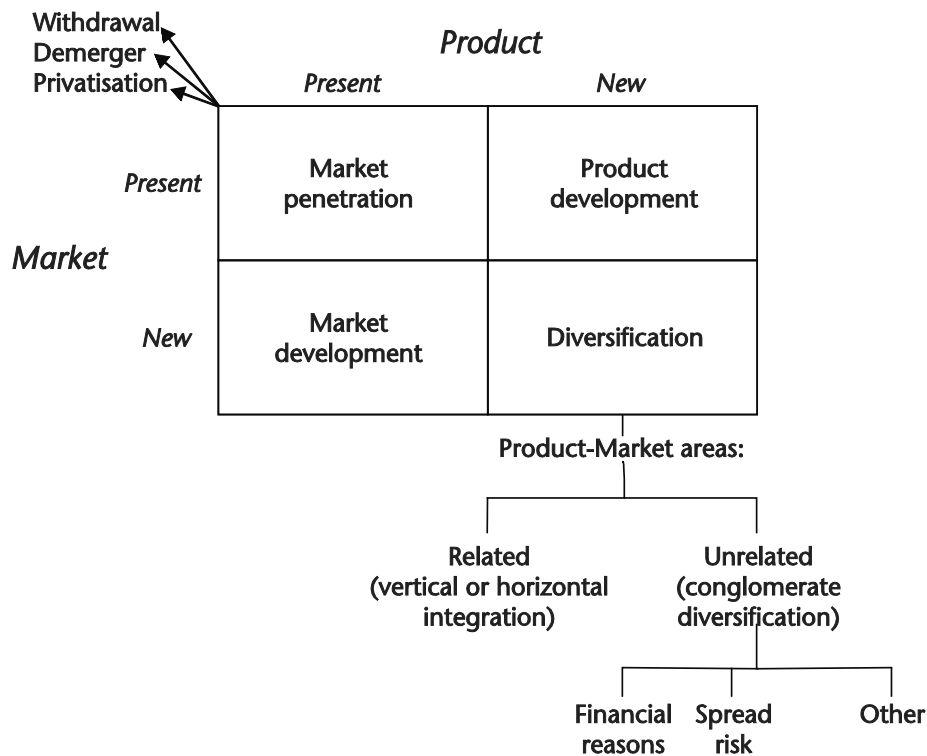 Withdrawal
Demerger
Privatisation
Product
Present
New
Present
Market
penetration
Product
development
Market
New
Market
development
Diversification
Product-Market areas:
Related
(vertical or horizontal
integration)
Unrelated
(conglomerate
diversification)
Financial
reasons
Spread
risk
Other